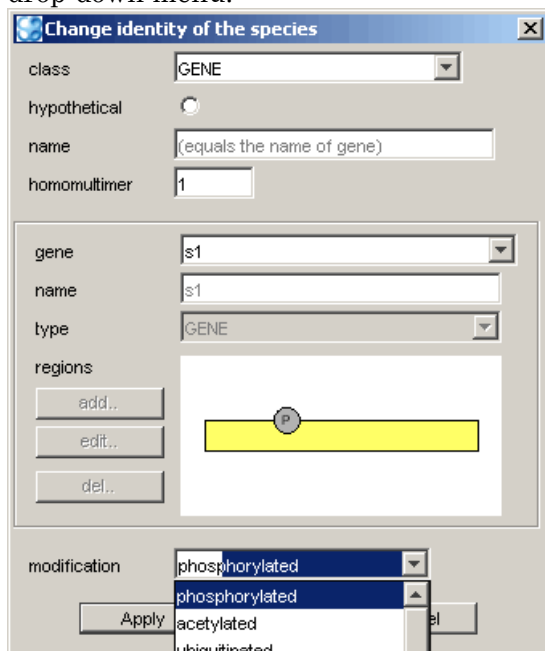 drop down menu.
Change identity of the species
class GENE
hypothetical
name (equals the name of gene)
homomultimer 1
gene s1
name s1
type GENE
regions
add..
edit..
del..
P
modification phosphorylated
phosphorylated
Apply
acetylated
ubiquitinated